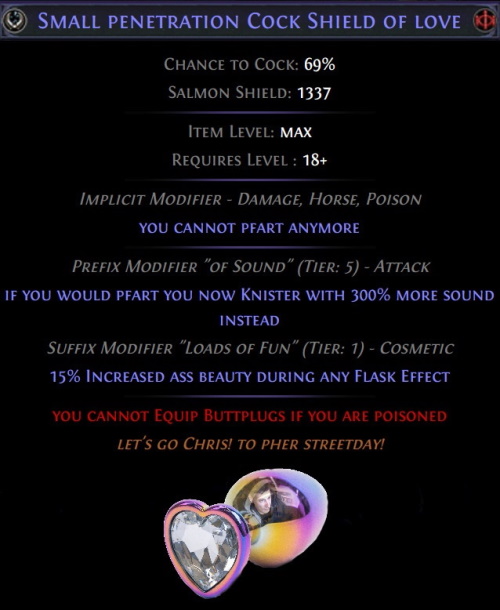 Small penetration Cock Shield of love
Chance to Cock: 69%
Salmon Shield: 1337
Item Level: max
Requires Level : 18+
Implicit Modifier - Damage, Horse, Poison
you cannot pfart anymore
Prefix Modifier "of Sound" (Tier: 5) - Attack
if you would pfart you now Knister with 300% more sound
instead
Suffix Modifier "Loads of Fun" (Tier: 1) - Cosmetic
15% Increased ass beauty during any Flask Effect
you cannot Equip Buttplugs if you are poisoned
let's go Chris! to pher streetday!